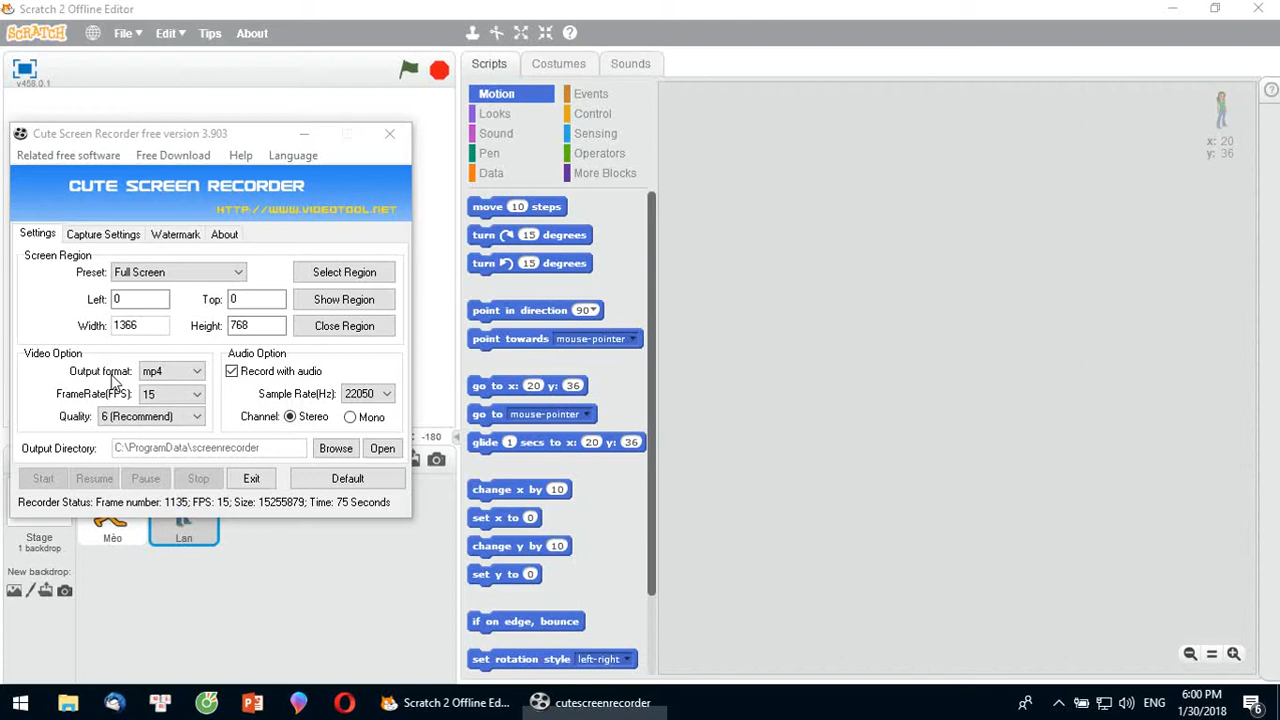 Scratch 2 Offline Editor
SCRATCH File Edit Tips About
v458.0.1
Scripts Costumes Sounds
Motion Events
Looks Control
Sound Sensing
Pen Operators
Data More Blocks
x: 20
y: 36
move 10 steps
turn 15 degrees
turn 15 degrees
point in direction 90
point towards mouse-pointer
go to x: 20 y: 36
go to mouse-pointer
glide 1 secs to x: 20 y: 36
change x by 10
set x to 0
change y by 10
set y to 0
if on edge, bounce
set rotation style left-right
Cute Screen Recorder free version 3.903
Related free software Free Download Help Language
CUTE SCREEN RECORDER
HTTP://WWW.VIDEOTOOL.NET
Settings Capture Settings Watermark About
Screen Region
Preset: Full Screen Select Region
Left: 0 Top: 0 Show Region
Width: 1366 Height: 768 Close Region
Video Option Audio Option
Output format: mp4 Record with audio
FrameRate(FPS): 15 Sample Rate(Hz): 22050
Quality: 6 (Recommend) Channel: Stereo Mono
Output Directory: C:\ProgramData\screenrecorder Browse Open
Start Resume Pause Stop Exit Default
Recorder Status: Frame number: 1135; FPS: 15; Size: 15255879; Time: 75 Seconds
-180
Stage
1 backdrop
Mèo Lan
New backdrop:
Scratch 2 Offline Ed... cutescreenrecorder
ENG
6:00 PM
1/30/2018
6